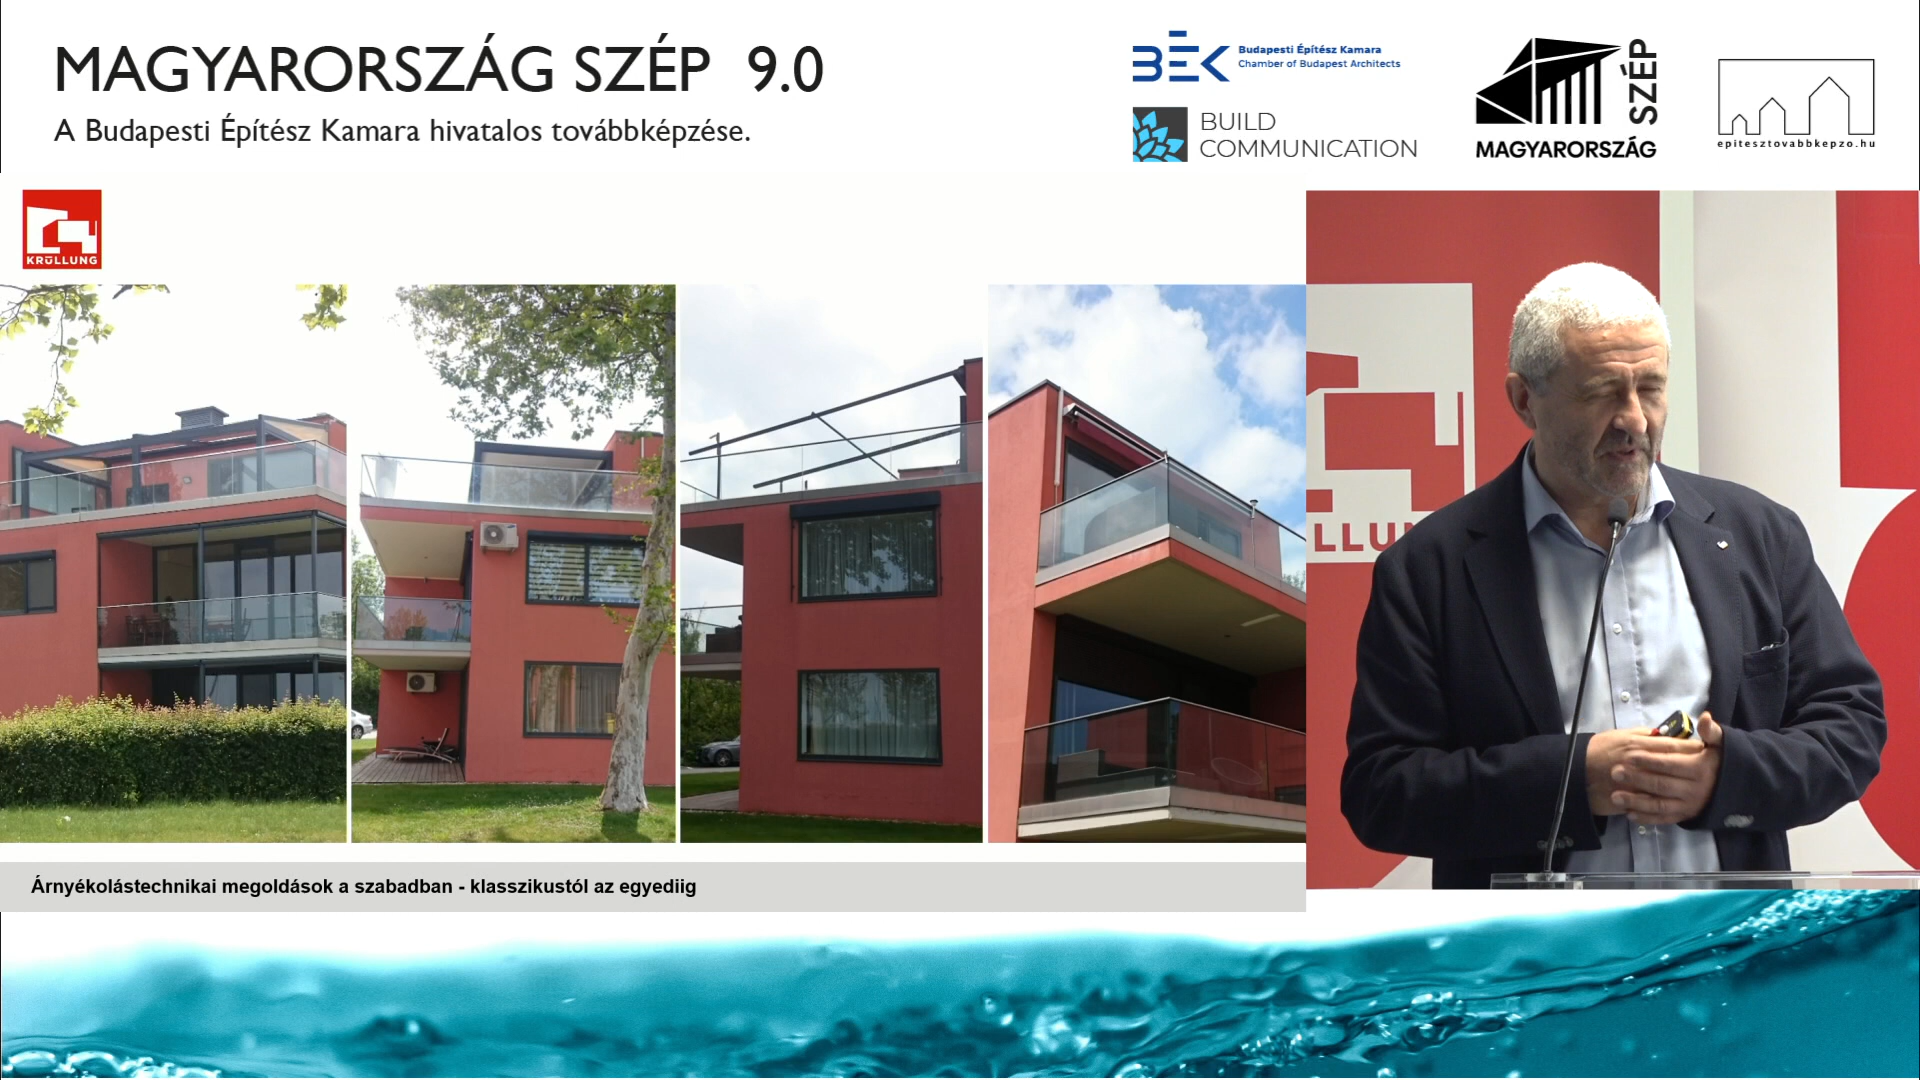 MAGYARORSZÁG SZÉP 9.0
A Budapesti Építész Kamara hivatalos továbbképzése.
BÉK
Budapesti Építész Kamara
Chamber of Budapest Architects
BUILD
COMMUNICATION
MAGYARORSZÁG
SZÉP
epitesztovabbkepzo.hu
KRÜLLUNG
LLU
Árnyékolástechnikai megoldások a szabadban - klasszikustól az egyediig